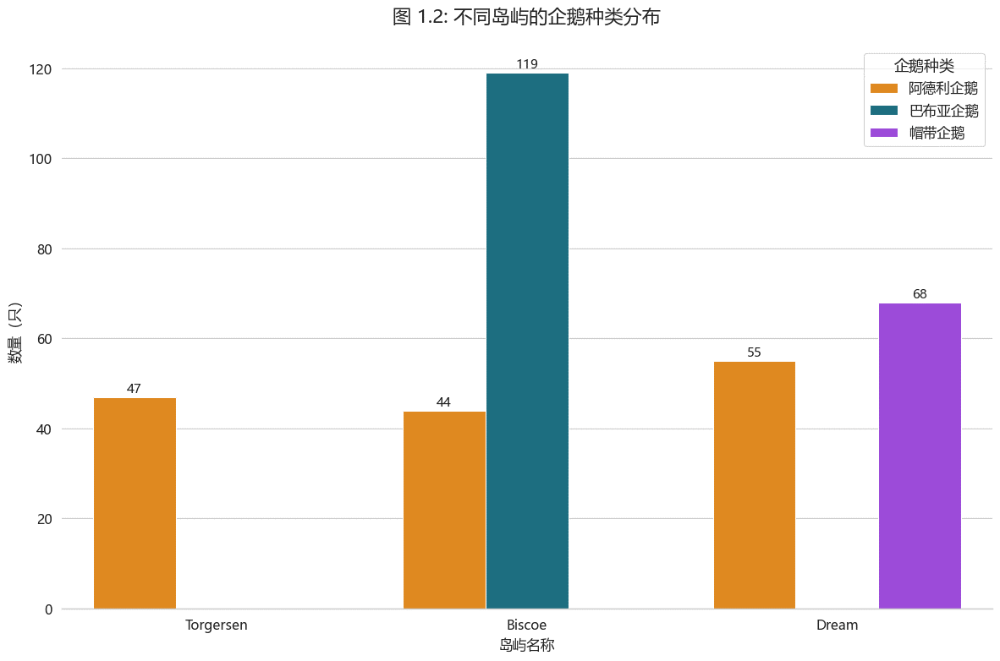 图 1.2: 不同岛屿的企鹅种类分布
企鹅种类
阿德利企鹅
巴布亚企鹅
帽带企鹅
数量（只）
120
100
80
60
40
20
0
47
44
119
55
68
Torgersen
Biscoe
Dream
岛屿名称